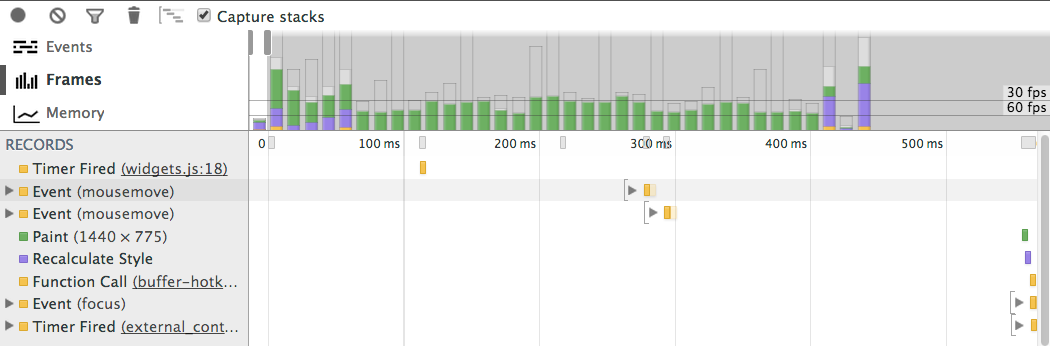 Capture stacks
Events
Frames
Memory
30 fps
60 fps
RECORDS
0 100 ms 200 ms 300 ms 400 ms 500 ms
Timer Fired (widgets.js:18)
Event (mousemove)
Event (mousemove)
Paint (1440 × 775)
Recalculate Style
Function Call (buffer-hotk...
Event (focus)
Timer Fired (external_cont...